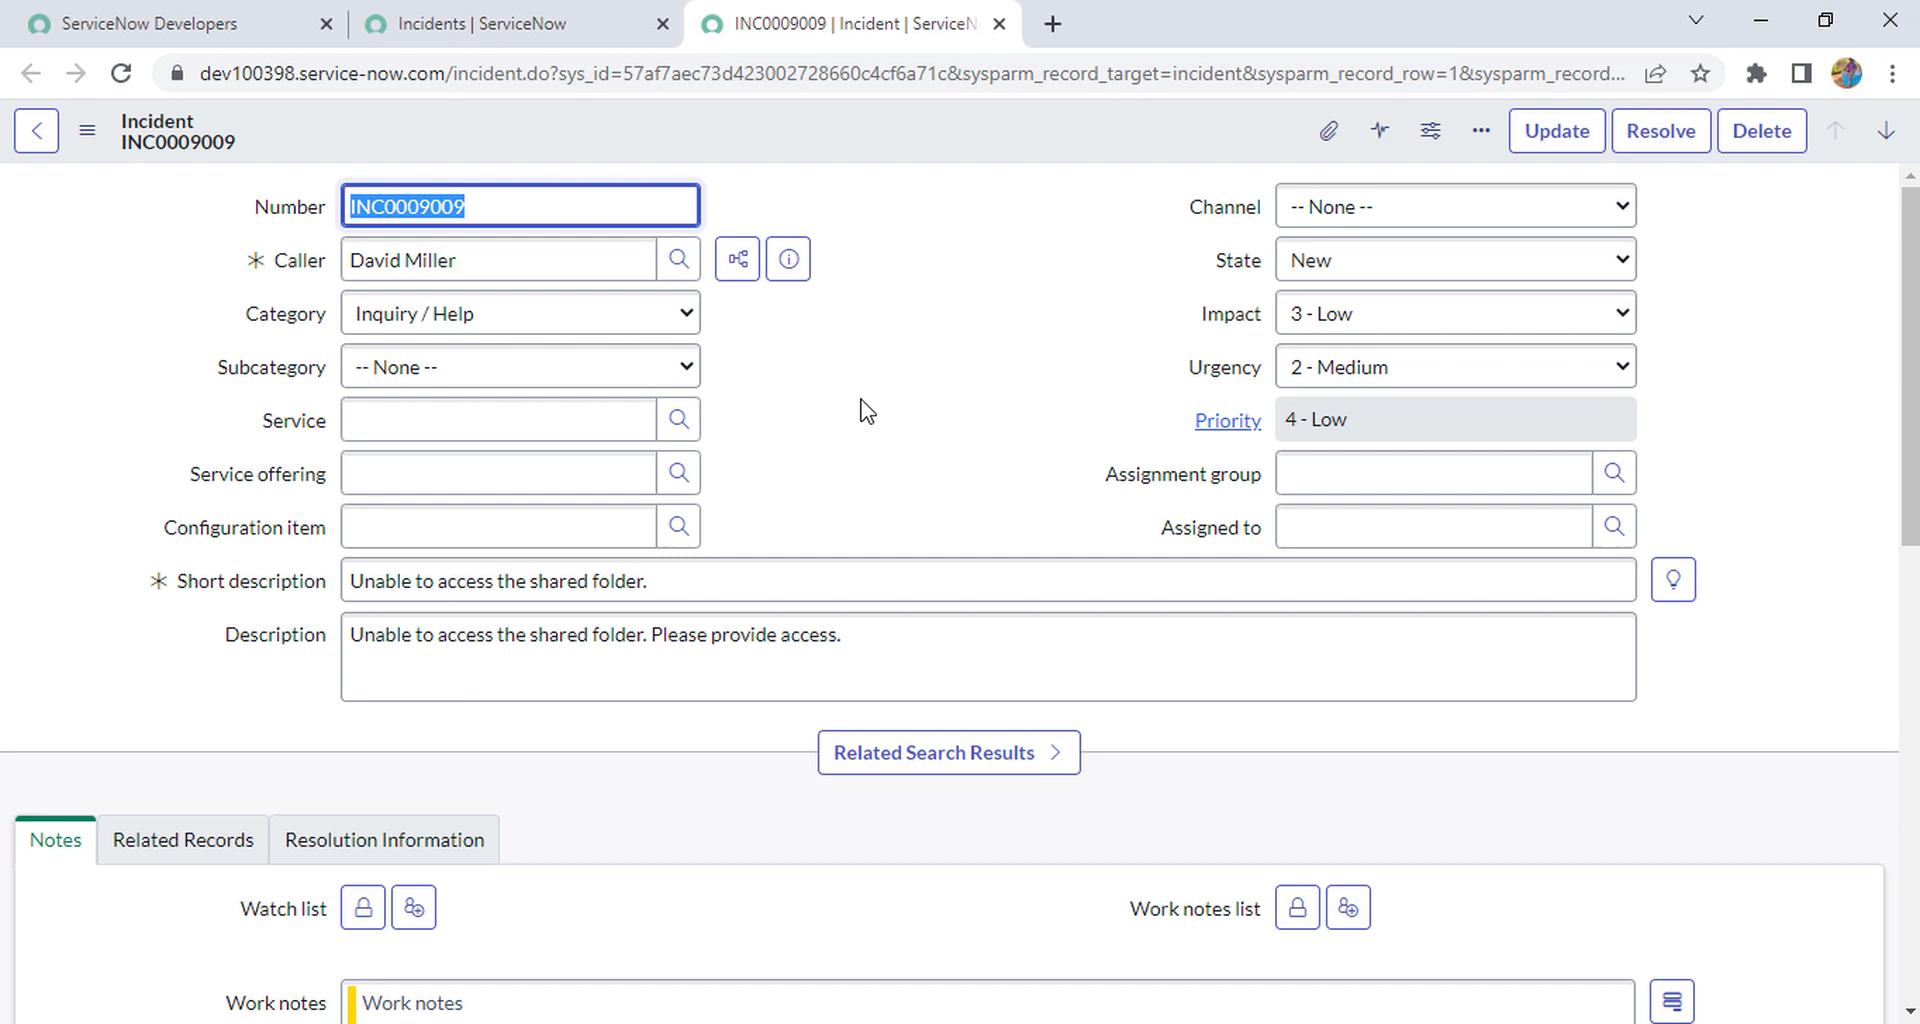 ServiceNow Developers
Incidents | ServiceNow
INC0009009 | Incident | ServiceN
dev100398.service-now.com/incident.do?sys_id=57af7aec73d423002728660c4cf6a71c&sysparm_record_target=incident&sysparm_record_row=1&sysparm_record...
Incident
INC0009009
Update
Resolve
Delete
Number
INC0009009
Channel
-- None --
Caller
David Miller
State
New
Category
Inquiry / Help
Impact
3 - Low
Subcategory
-- None --
Urgency
2 - Medium
Service
Priority
4 - Low
Service offering
Assignment group
Configuration item
Assigned to
Short description
Unable to access the shared folder.
Description
Unable to access the shared folder. Please provide access.
Related Search Results
Notes
Related Records
Resolution Information
Watch list
Work notes list
Work notes
Work notes